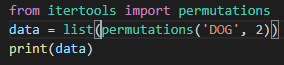 from itertools import permutations
data = list(permutations('DOG', 2))
print(data)